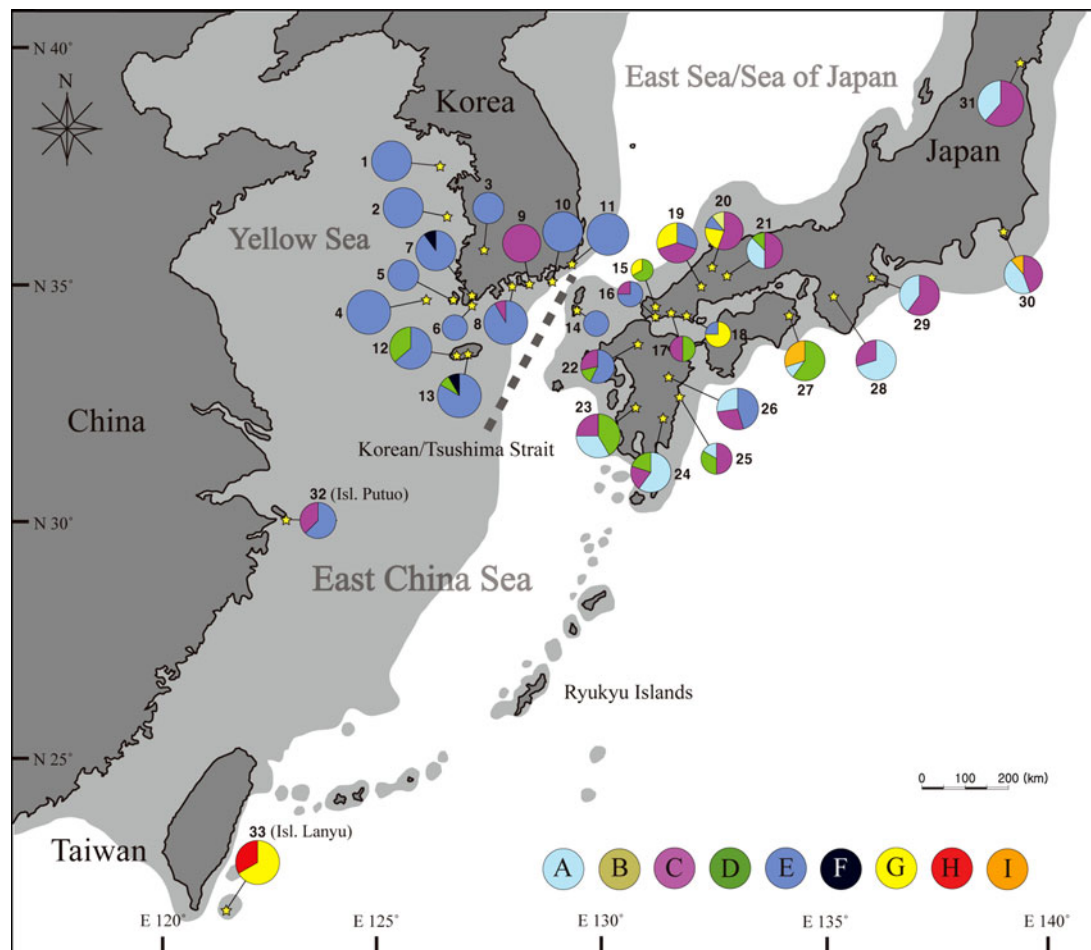 N 40°
N
East Sea/Sea of Japan
Korea
31
Japan
1
3
10
11
20
2
9
19
21
Yellow Sea
7
15
5
16
30
N 35°
29
4
6
8
14
18
12
17
28
22
27
13
26
China
23
Korean/Tsushima Strait
24
25
32 (Isl. Putuo)
N 30°
East China Sea
Ryukyu Islands
N 25°
0 100 200 (km)
33 (Isl. Lanyu)
Taiwan
A B C D E F G H I
E 120° E 125° E 130° E 135° E 140°